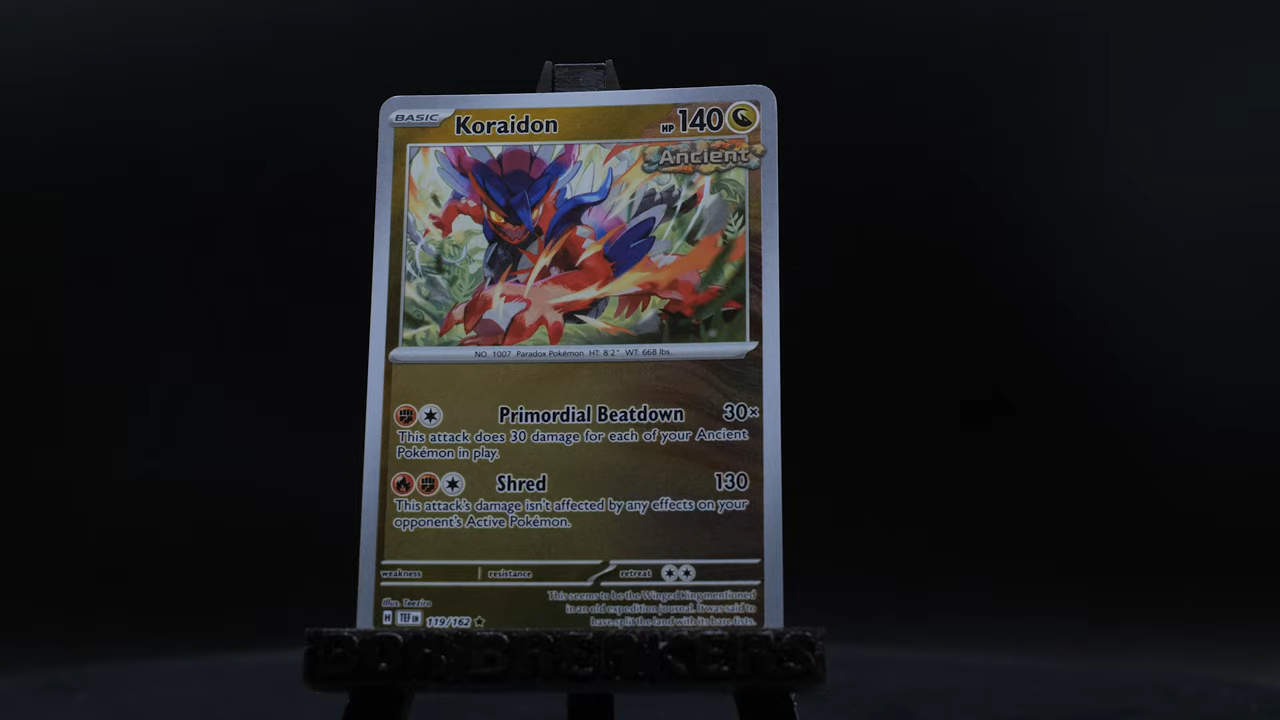 BASIC Koraidon HP 140
Ancient
NO. 1007 Paradox Pokémon HT: 8'2" WT: 668 lbs.
Primordial Beatdown 30×
This attack does 30 damage for each of your Ancient
Pokémon in play.
Shred 130
This attack's damage isn't affected by any effects on your
opponent's Active Pokémon.
weakness resistance retreat
Illus. Teeziro
This seems to be the Winged King mentioned
in an old expedition journal. It was said to
have split the land with its bare fists.
H TEF EN 119/162